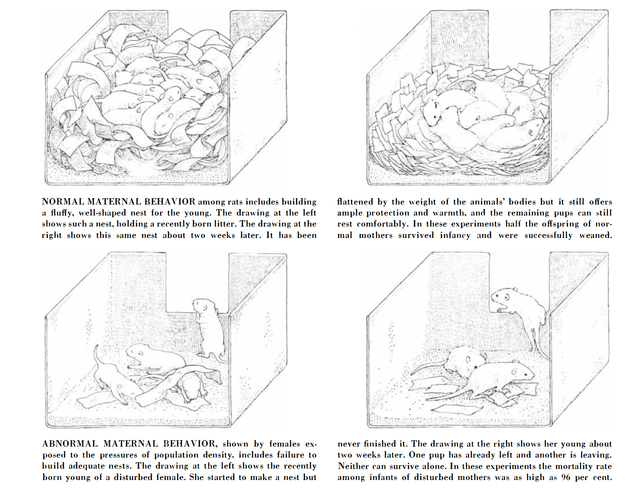 NORMAL MATERNAL BEHAVIOR among rats includes building
a fluffy, well-shaped nest for the young. The drawing at the left
shows such a nest, holding a recently born litter. The drawing at the
right shows this same nest about two weeks later. It has been
flattened by the weight of the animals' bodies but it still offers
ample protection and warmth, and the remaining pups can still
rest comfortably. In these experiments half the offspring of nor-
mal mothers survived infancy and were successfully weaned.
ABNORMAL MATERNAL BEHAVIOR, shown by females ex-
posed to the pressures of population density, includes failure to
build adequate nests. The drawing at the left shows the recently
born young of a disturbed female. She started to make a nest but
never finished it. The drawing at the right shows her young about
two weeks later. One pup has already left and another is leaving.
Neither can survive alone. In these experiments the mortality rate
among infants of disturbed mothers was as high as 96 per cent.